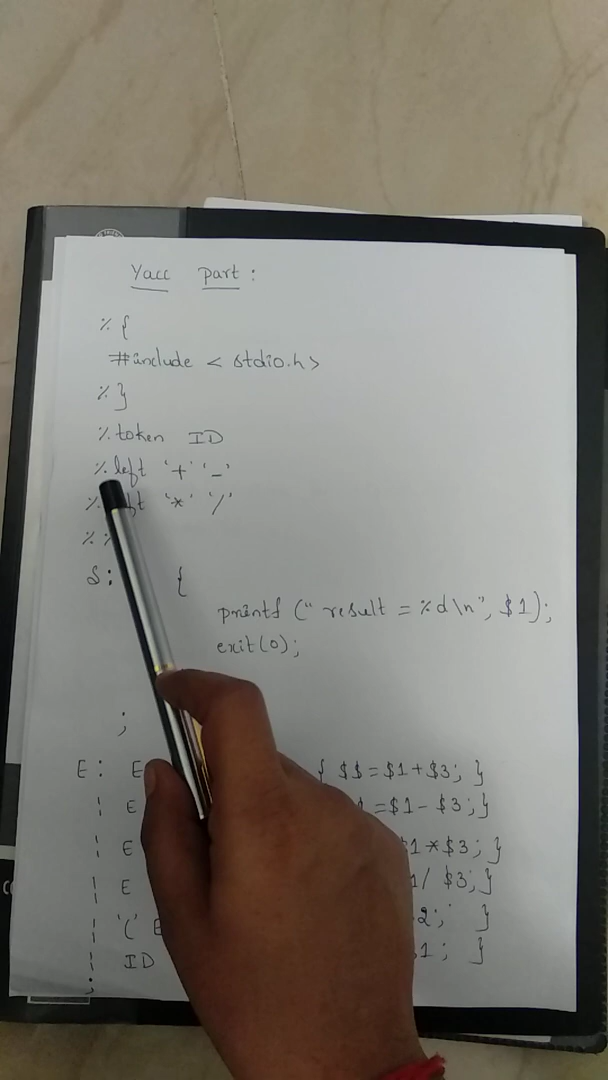 Yacc part :
%{
#include < stdio.h>
%}
%token ID
%left '+' '-'
'*' '/'
%
S: {
printf (" result = %d\n", $1);
exit(0);
;
E: E { $$=$1+$3; }
| E =$1-$3;}
| E $1*$3; }
| E 1/ $3;}
| '(' E 2; }
| ID 1; }
;